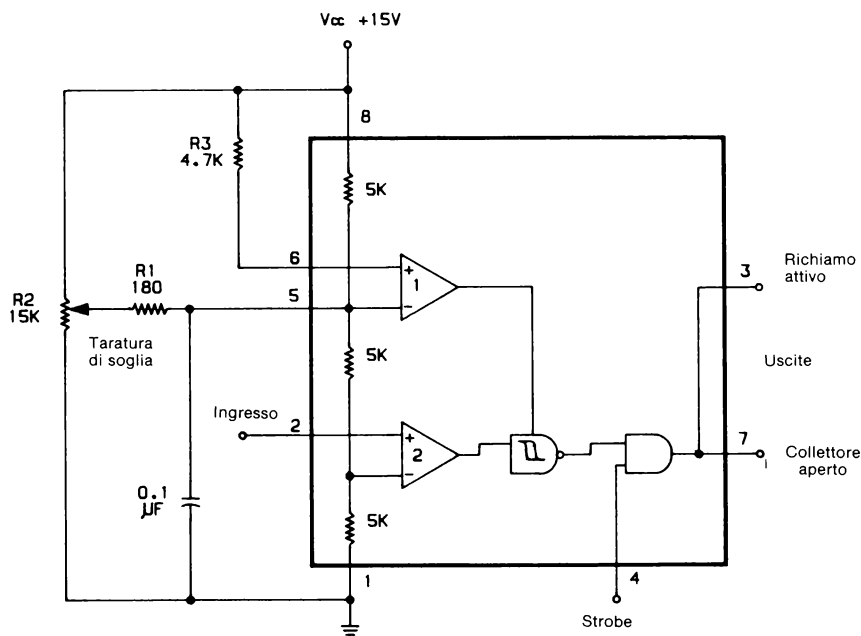 Vcc +15V
8
R3
4.7K
5K
6
+
1
-
3
Richiamo
attivo
R1
180
5
R2
15K
Taratura
di soglia
5K
Uscite
Ingresso
2
+
2
-
7
Collettore
aperto
0.1
µF
5K
1
4
Strobe